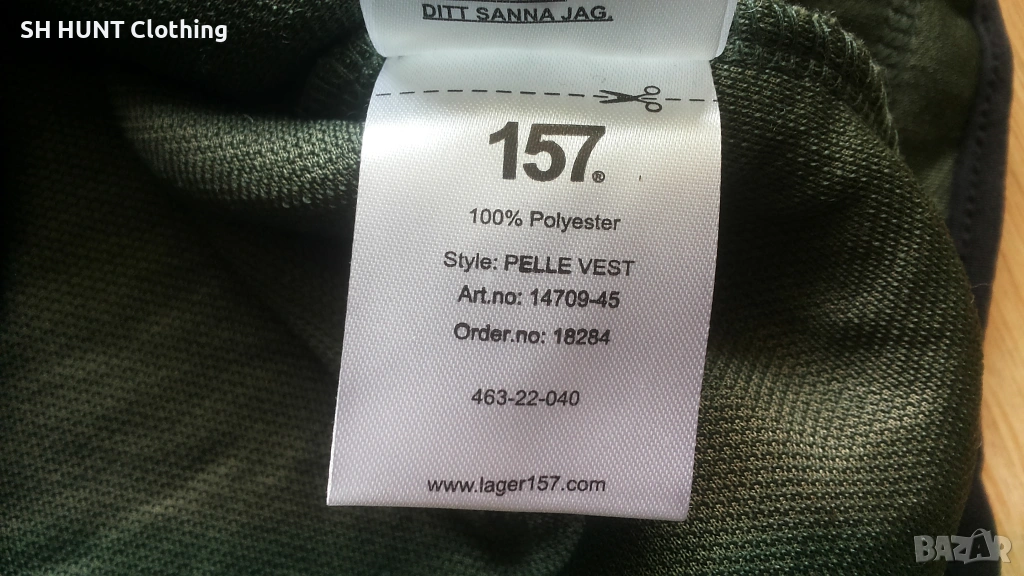 SH HUNT Clothing
DITT SANNA JAG.
157®
100% Polyester
Style: PELLE VEST
Art.no: 14709-45
Order.no: 18284
463-22-040
www.lager157.com
BAZAR